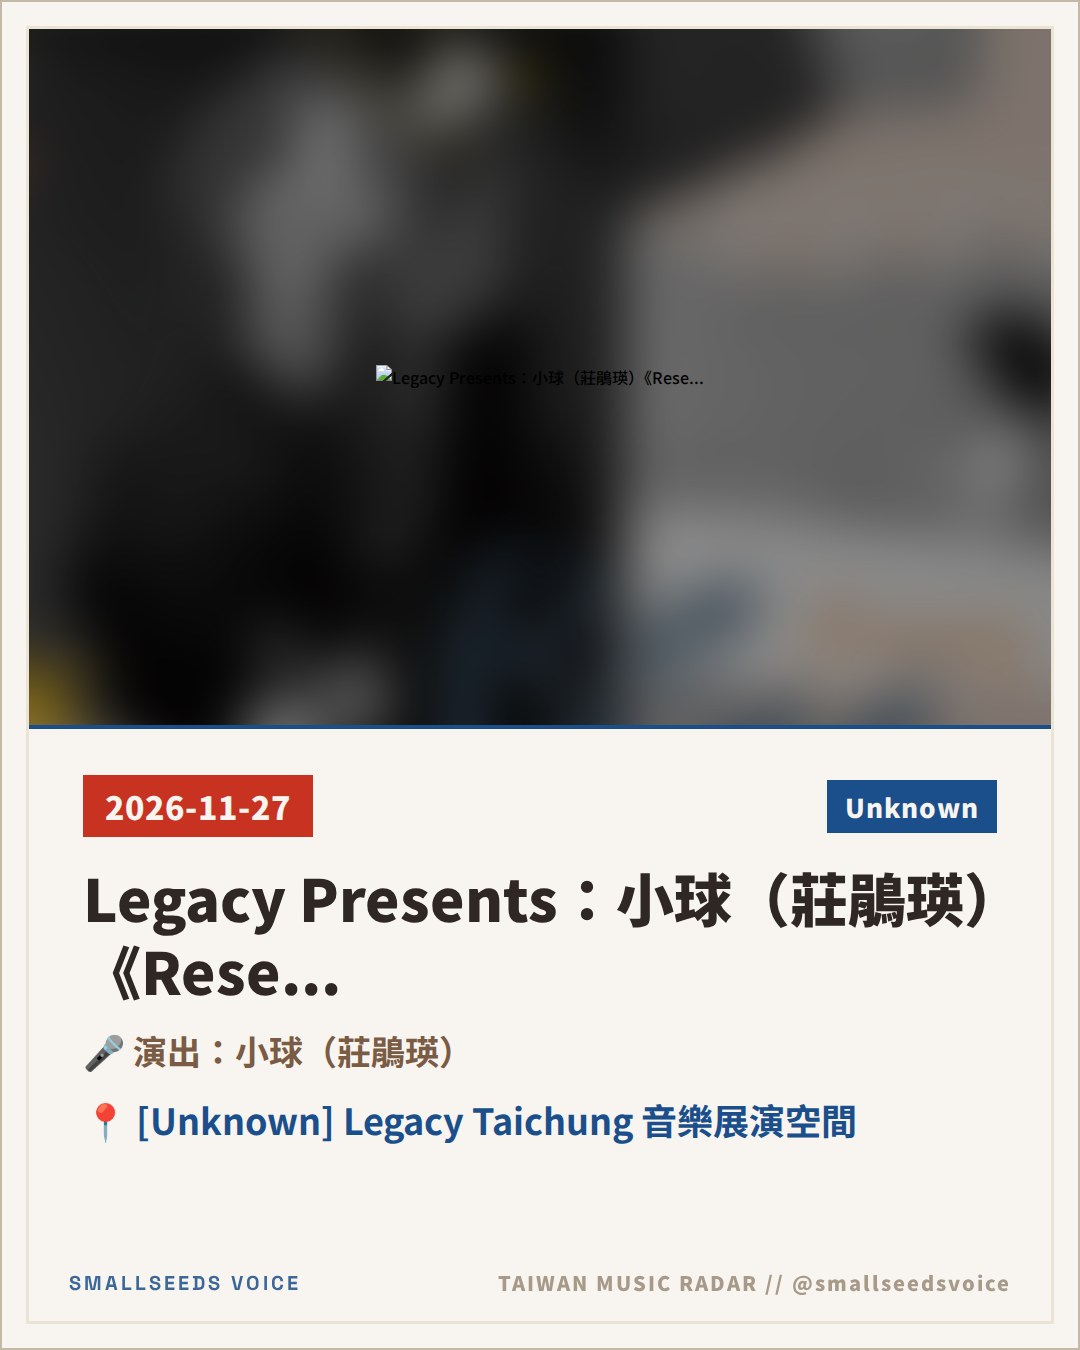 Legacy Presents：小球（莊鵑瑛）《Rese...
2026-11-27
Unknown
Legacy Presents：小球（莊鵑瑛）
《Rese...
🎤 演出：小球（莊鵑瑛）
📍 [Unknown] Legacy Taichung 音樂展演空間
SMALLSEEDS VOICE
TAIWAN MUSIC RADAR // @smallseedsvoice